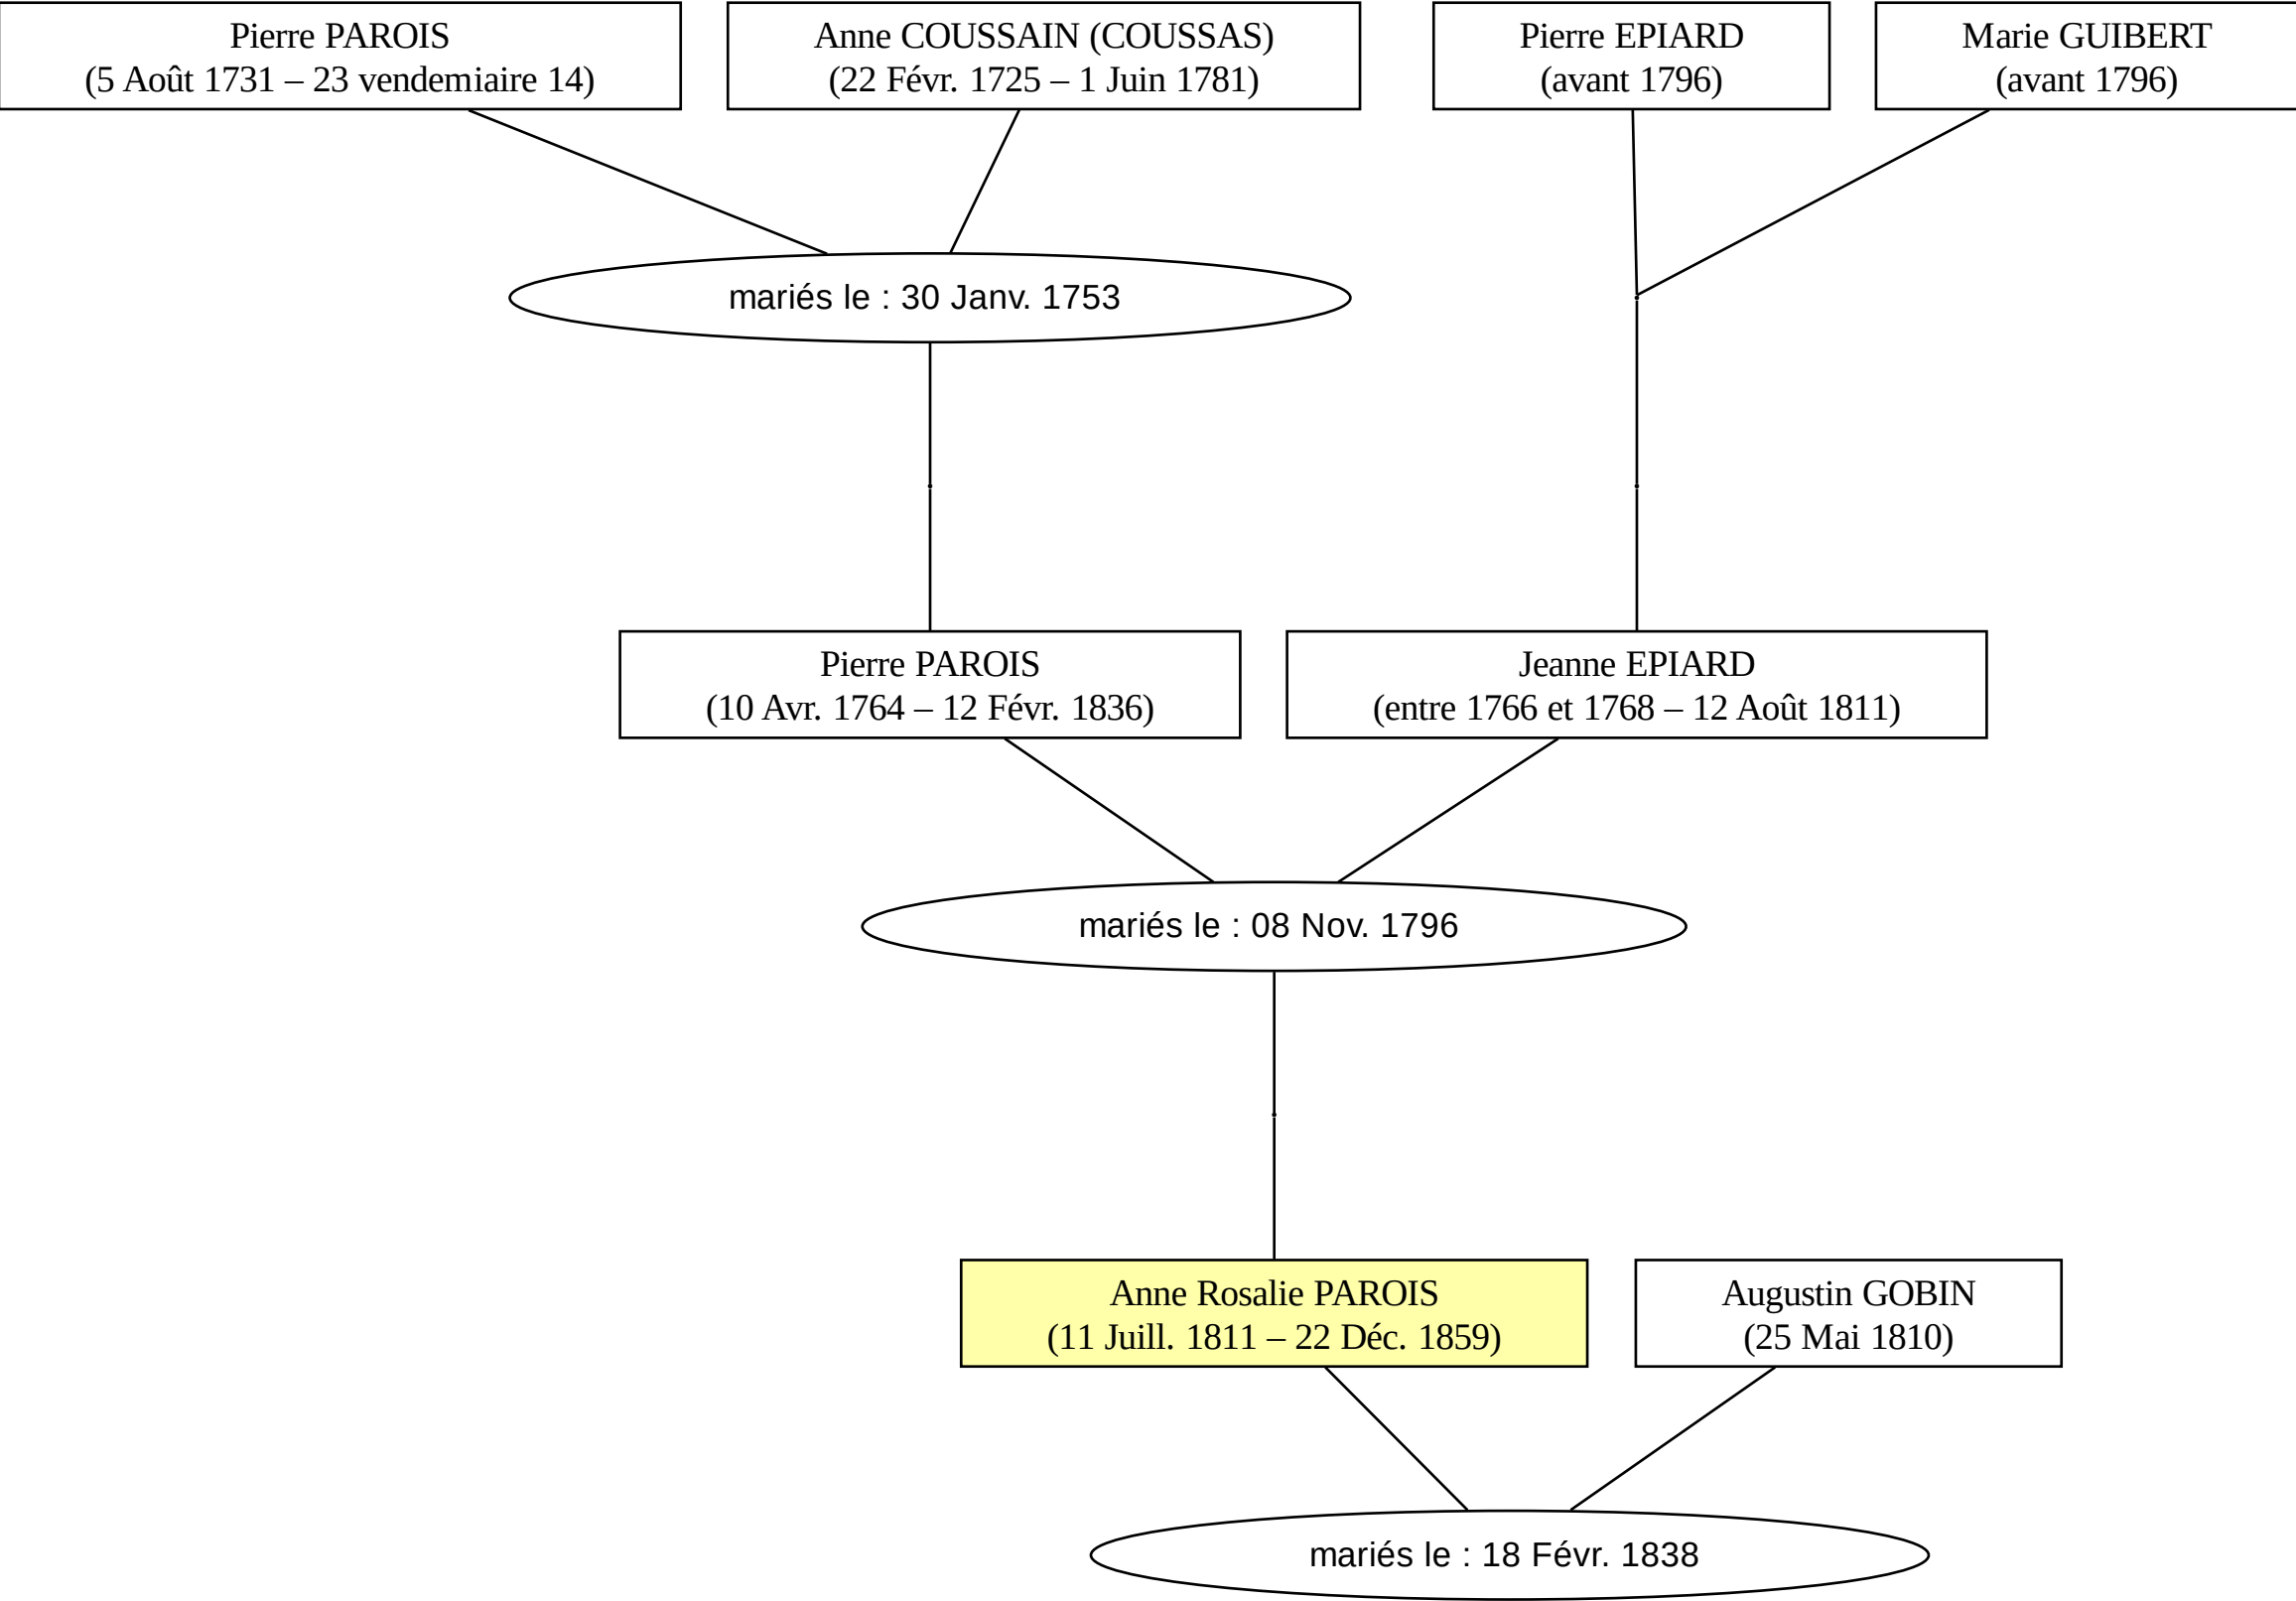 Pierre PAROIS
(5 Août 1731 – 23 vendemiaire 14)
Anne COUSSAIN (COUSSAS)
(22 Févr. 1725 – 1 Juin 1781)
Pierre EPIARD
(avant 1796)
Marie GUIBERT
(avant 1796)
mariés le : 30 Janv. 1753
Pierre PAROIS
(10 Avr. 1764 – 12 Févr. 1836)
Jeanne EPIARD
(entre 1766 et 1768 – 12 Août 1811)
mariés le : 08 Nov. 1796
Anne Rosalie PAROIS
(11 Juill. 1811 – 22 Déc. 1859)
Augustin GOBIN
(25 Mai 1810)
mariés le : 18 Févr. 1838